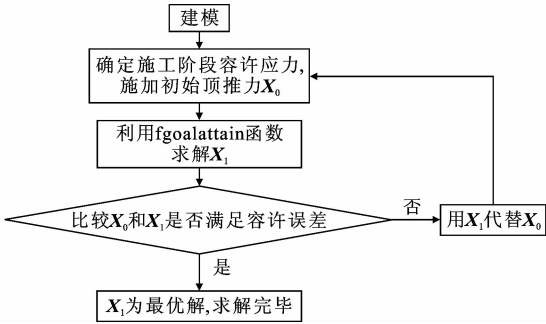 建模
确定施工阶段容许应力,
施加初始顶推力X₀
利用fgoalattain函数
求解X₁
比较X₀和X₁是否满足容许误差
否
用X₁代替X₀
是
X₁为最优解,求解完毕